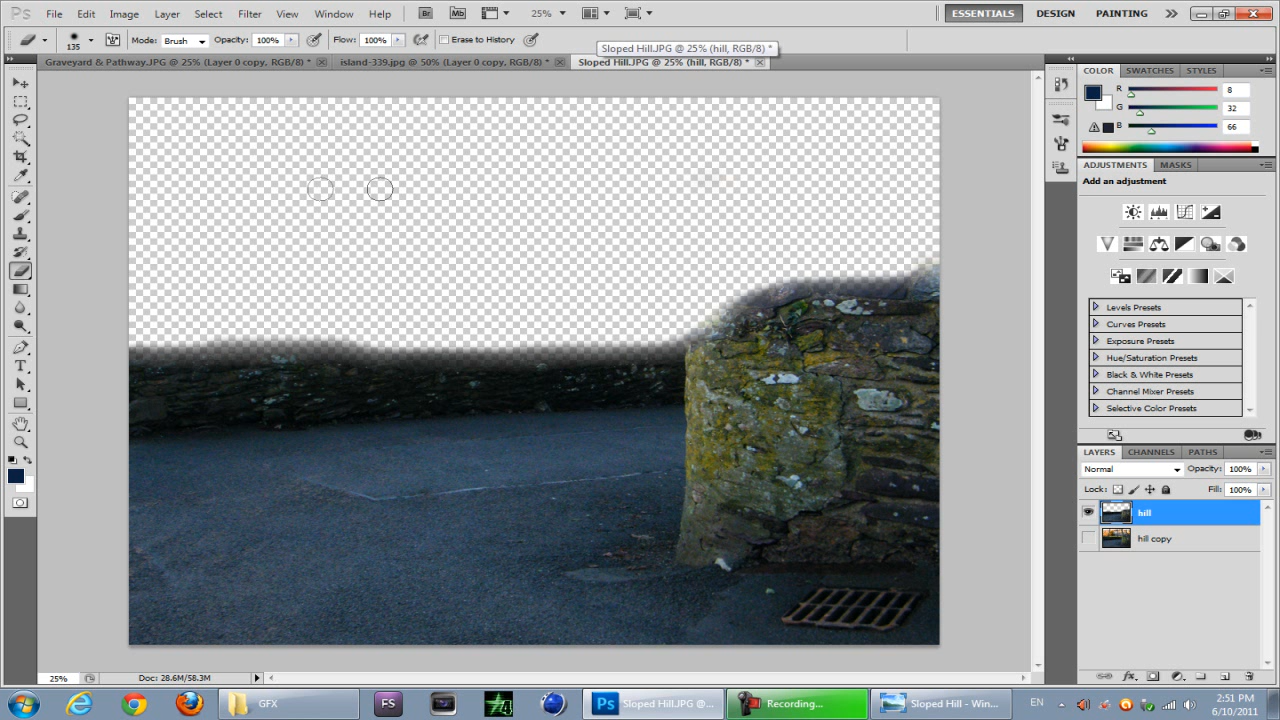 Ps File Edit Image Layer Select Filter View Window Help Br Mb 25% ESSENTIALS DESIGN PAINTING
135 Mode: Brush Opacity: 100% Flow: 100% Erase to History
Sloped Hill.JPG @ 25% (hill, RGB/8) *
Graveyard & Pathway.JPG @ 25% (Layer 0 copy, RGB/8) * island-339.jpg @ 50% (Layer 0 copy, RGB/8) * Sloped Hill.JPG @ 25% (hill, RGB/8) *
COLOR SWATCHES STYLES
R 8
G 32
B 66
ADJUSTMENTS MASKS
Add an adjustment
Levels Presets
Curves Presets
Exposure Presets
Hue/Saturation Presets
Black & White Presets
Channel Mixer Presets
Selective Color Presets
LAYERS CHANNELS PATHS
Normal Opacity: 100%
Lock: Fill: 100%
hill
hill copy
25% Doc: 28.6M/58.3M
GFX FS Ps Sloped Hill.JPG @... Recording... Sloped Hill - Win... EN 2:51 PM
6/10/2011